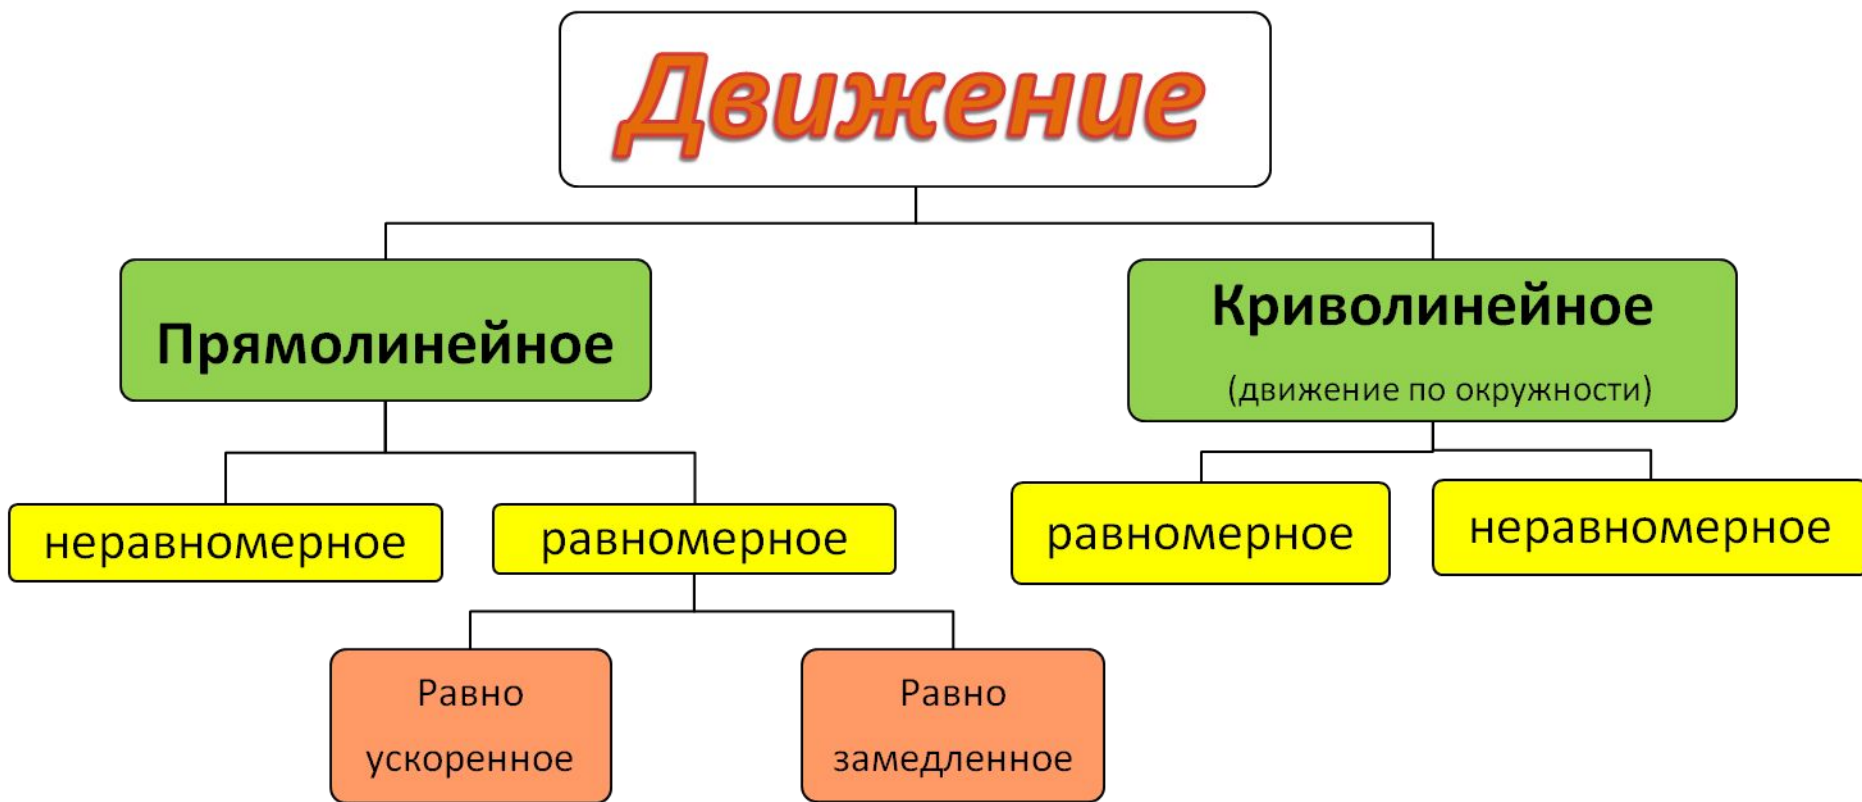 Движение
Прямолинейное
Криволинейное
(движение по окружности)
неравномерное
равномерное
равномерное
неравномерное
Равно
ускоренное
Равно
замедленное